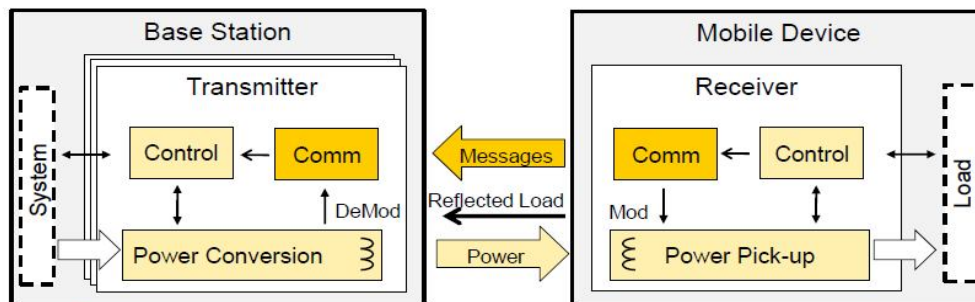 Base Station
Transmitter
System
Control
Comm
DeMod
Power Conversion
Messages
Reflected Load
Power
Mobile Device
Receiver
Comm
Control
Mod
Power Pick-up
Load